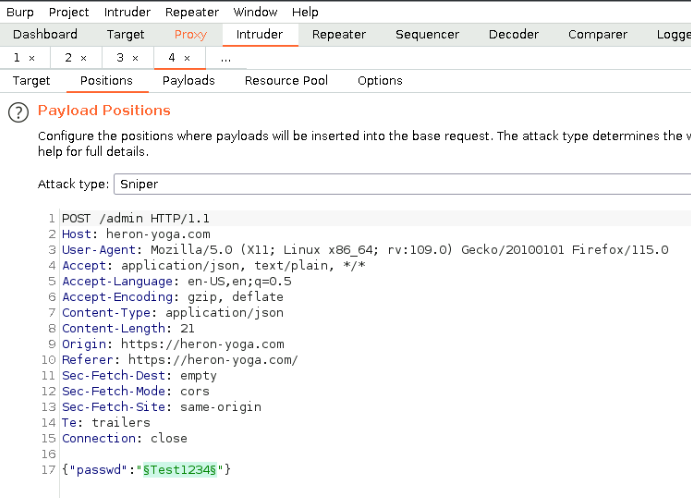 Burp Project Intruder Repeater Window Help
Dashboard Target Proxy Intruder Repeater Sequencer Decoder Comparer Logge
1 × 2 × 3 × 4 × ...
Target Positions Payloads Resource Pool Options
? Payload Positions
Configure the positions where payloads will be inserted into the base request. The attack type determines the w
help for full details.
Attack type: Sniper
1 POST /admin HTTP/1.1
2 Host: heron-yoga.com
3 User-Agent: Mozilla/5.0 (X11; Linux x86_64; rv:109.0) Gecko/20100101 Firefox/115.0
4 Accept: application/json, text/plain, */*
5 Accept-Language: en-US,en;q=0.5
6 Accept-Encoding: gzip, deflate
7 Content-Type: application/json
8 Content-Length: 21
9 Origin: https://heron-yoga.com
10 Referer: https://heron-yoga.com/
11 Sec-Fetch-Dest: empty
12 Sec-Fetch-Mode: cors
13 Sec-Fetch-Site: same-origin
14 Te: trailers
15 Connection: close
16
17 {"passwd":"§Test1234§"}